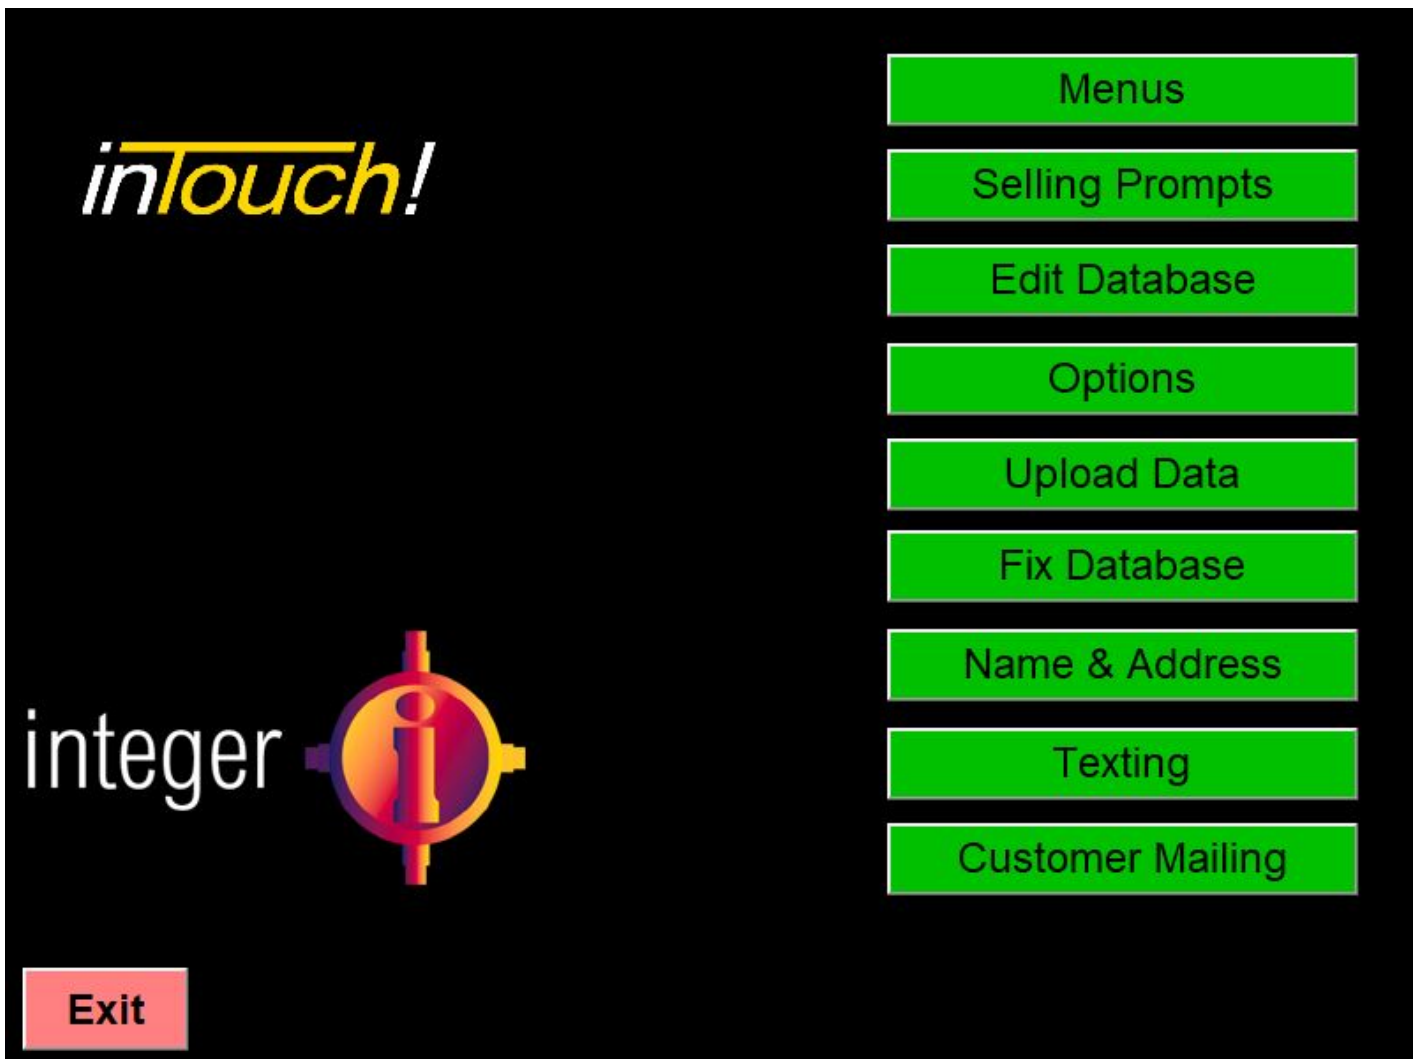 inTouch!
Menus
Selling Prompts
Edit Database
Options
Upload Data
Fix Database
Name & Address
Texting
Customer Mailing
integer i
Exit